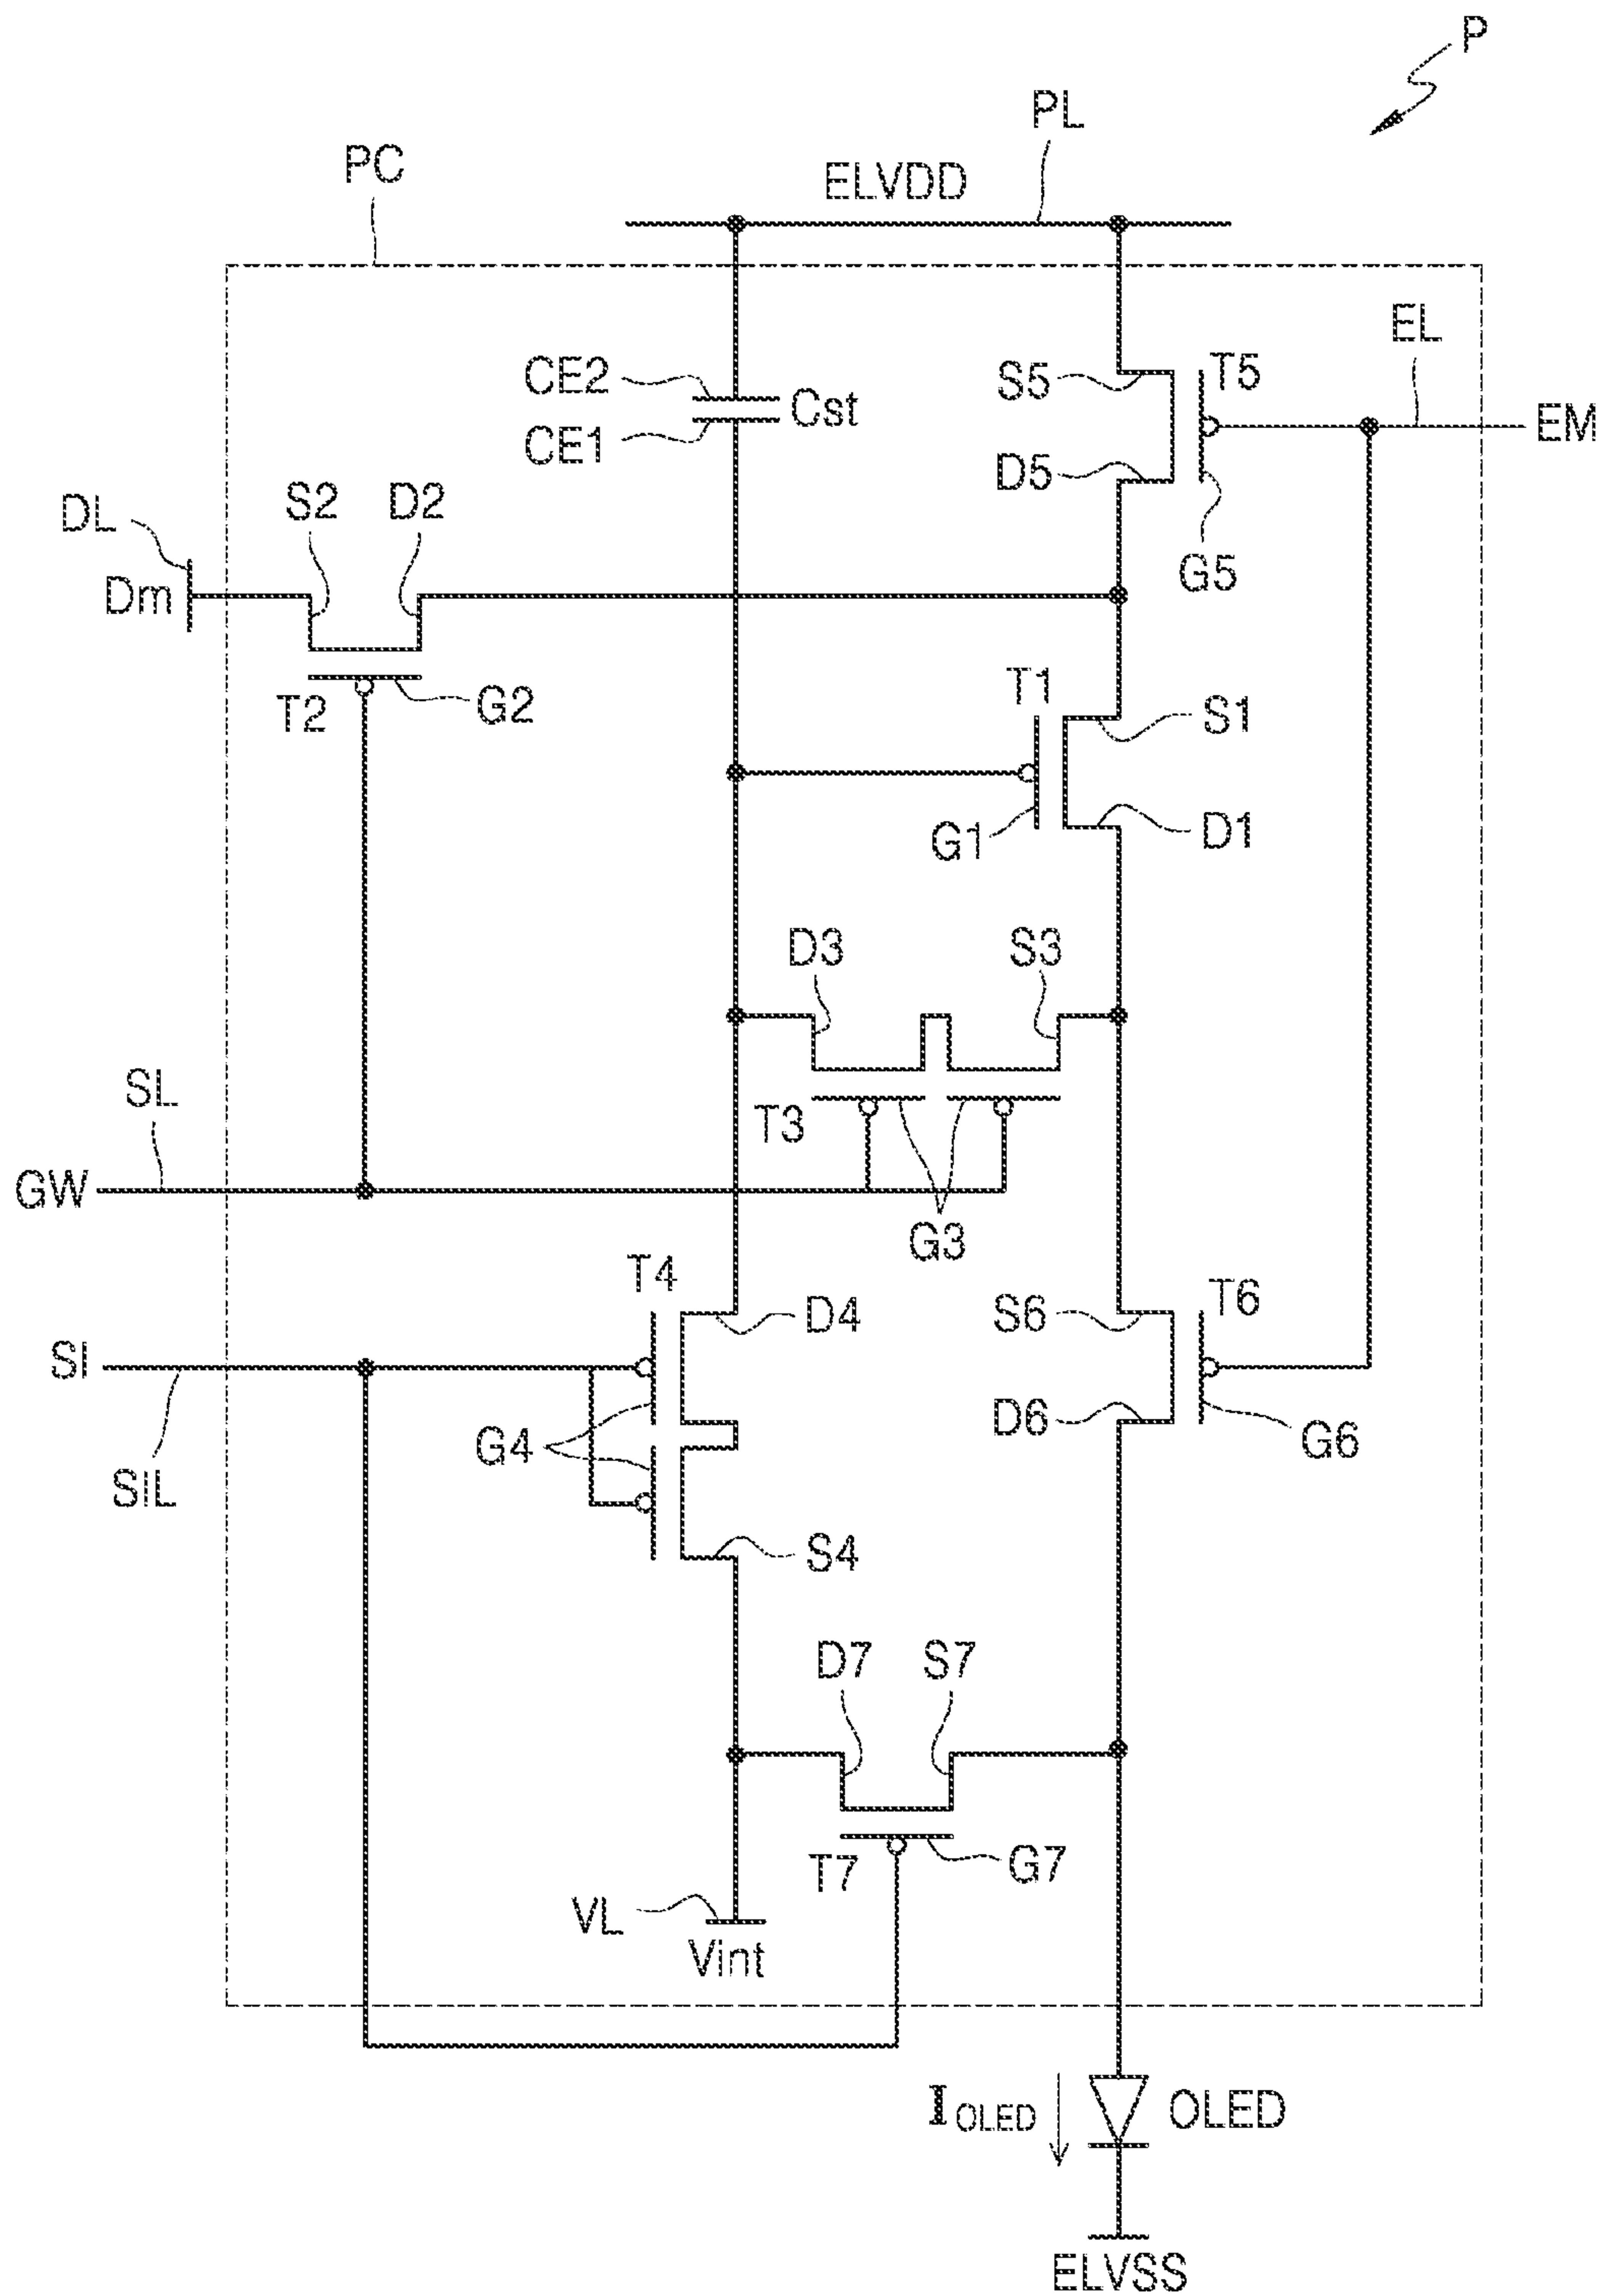 P
PL
PC
ELVDD
EL
CE2
Cst
S5
T5
EM
CE1
D5
DL
S2
D2
G5
Dm
T1
T2
G2
S1
G1
D1
D3
S3
SL
T3
GW
G3
T4
D4
S6
T6
SI
G4
D6
G6
SIL
S4
D7
S7
T7
G7
VL
Vint
IOLED
OLED
ELVSS